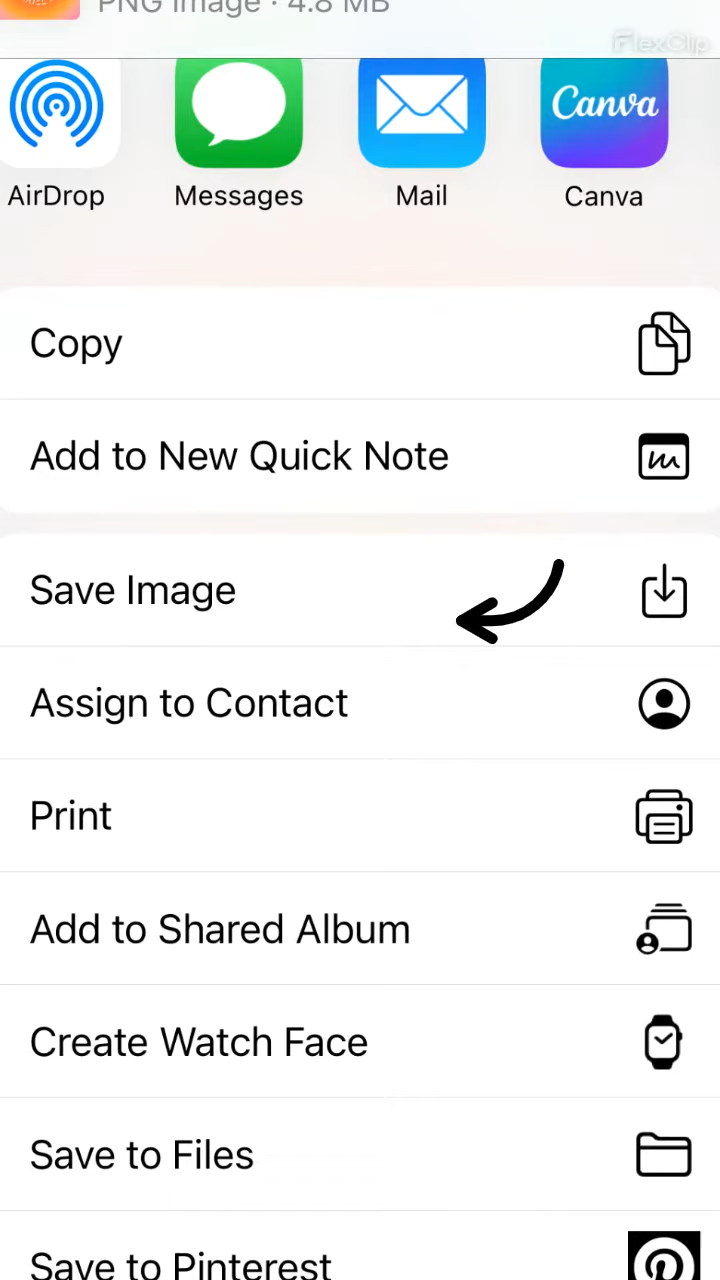 PNG Image · 4.8 MB
FlexClip
Canva
AirDrop
Messages
Mail
Canva
Copy
Add to New Quick Note
Save Image
Assign to Contact
Print
Add to Shared Album
Create Watch Face
Save to Files
Save to Pinterest